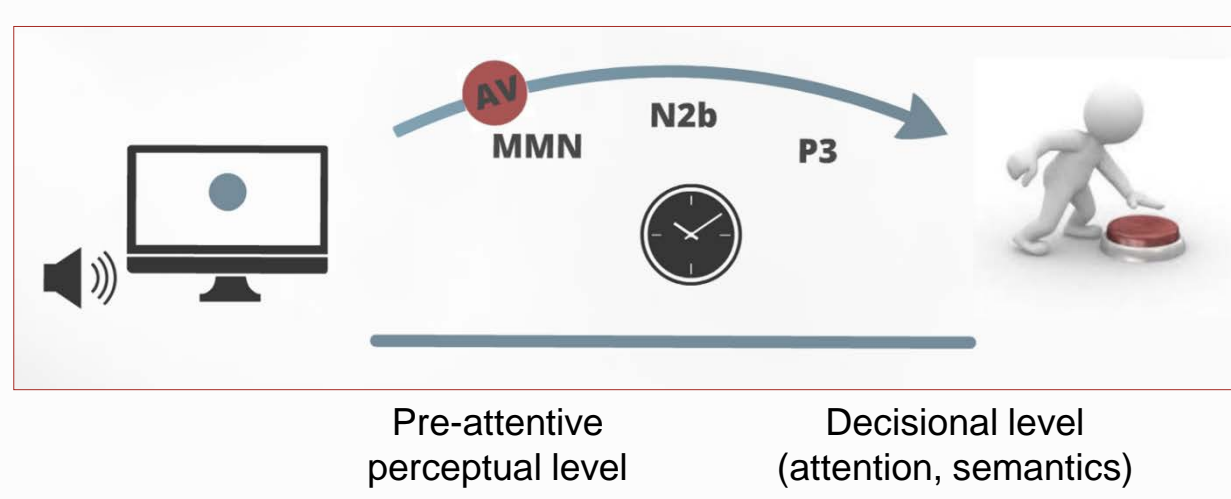 AV
MMN
N2b
P3
Pre-attentive
perceptual level
Decisional level
(attention, semantics)